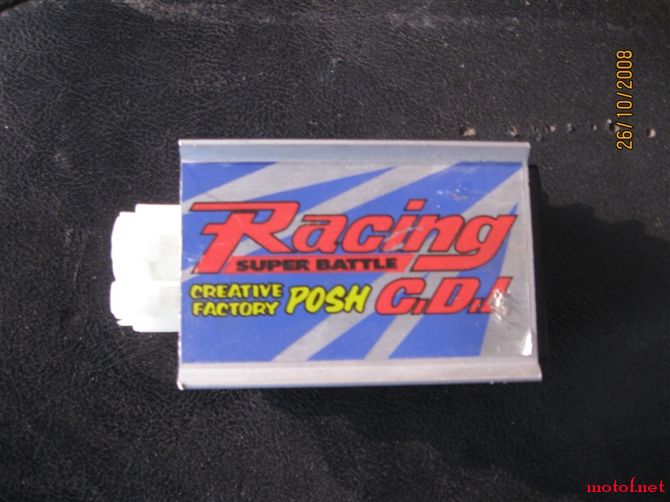 26/10/2008
Racing
SUPER BATTLE
CREATIVE
FACTORY POSH C.D.I
motof.net